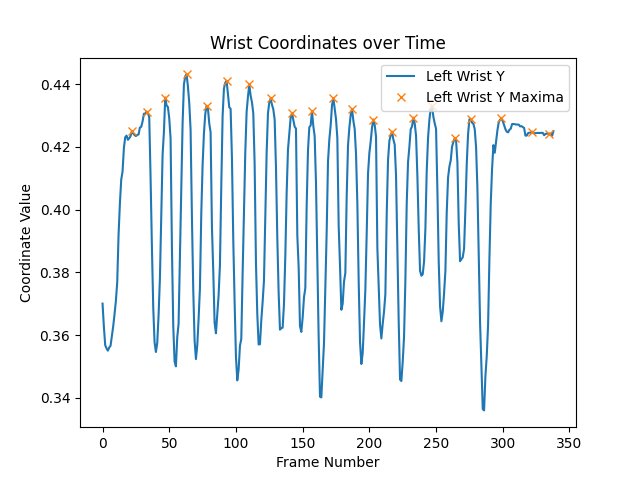 Wrist Coordinates over Time
Left Wrist Y
Left Wrist Y Maxima
Coordinate Value
0.44
0.42
0.40
0.38
0.36
0.34
0 50 100 150 200 250 300 350
Frame Number